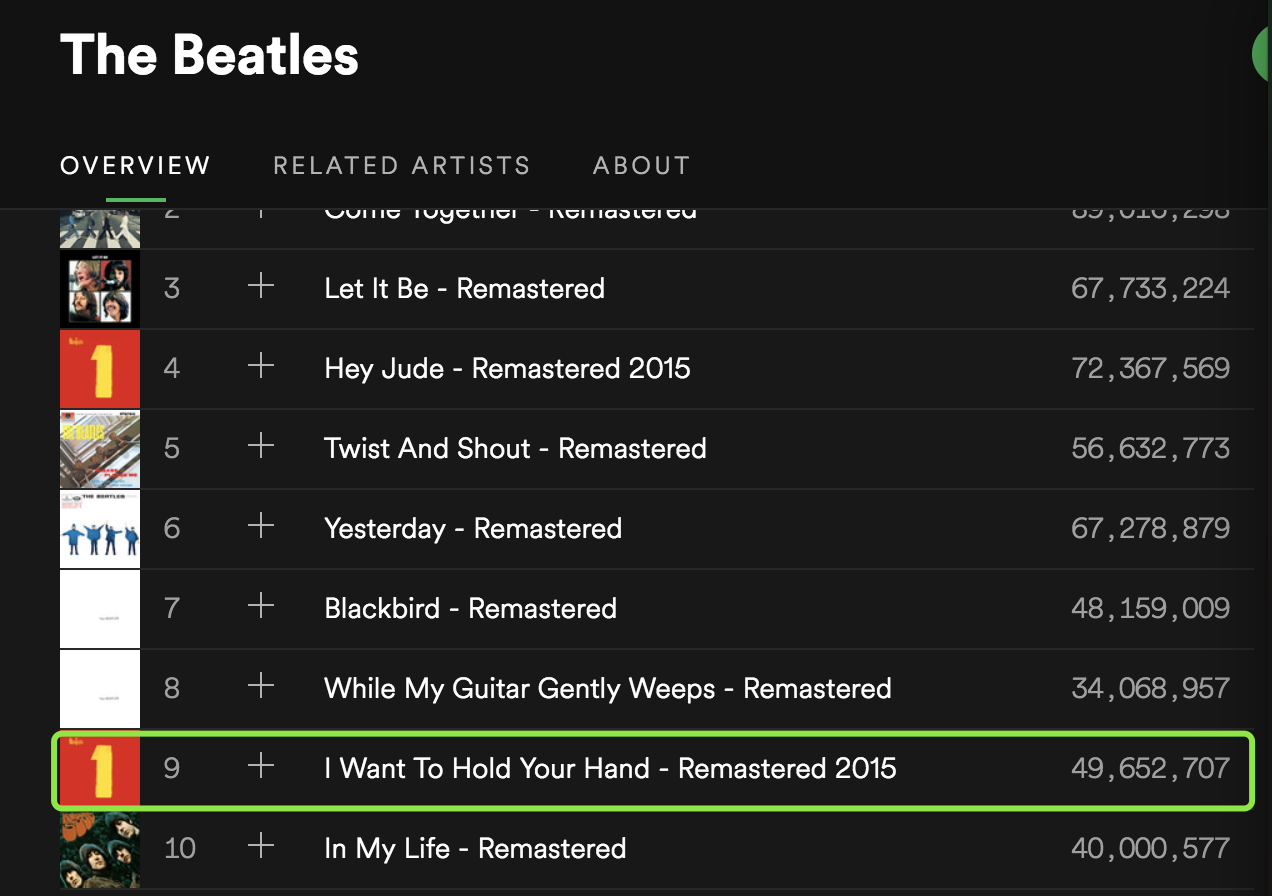 The Beatles
OVERVIEW RELATED ARTISTS ABOUT
2 Come Together - Remastered 89,016,298
3 Let It Be - Remastered 67,733,224
4 Hey Jude - Remastered 2015 72,367,569
5 Twist And Shout - Remastered 56,632,773
6 Yesterday - Remastered 67,278,879
7 Blackbird - Remastered 48,159,009
8 While My Guitar Gently Weeps - Remastered 34,068,957
9 I Want To Hold Your Hand - Remastered 2015 49,652,707
10 In My Life - Remastered 40,000,577